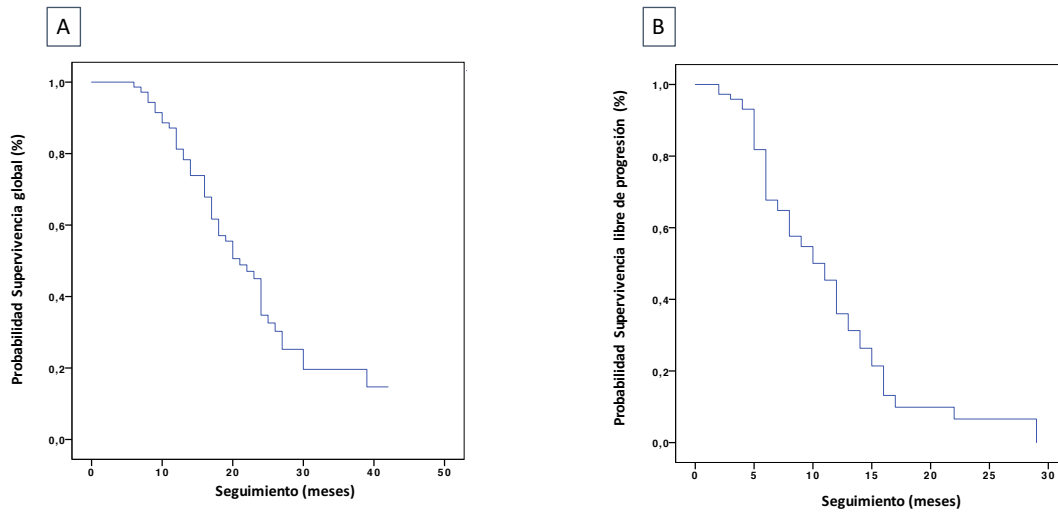 A
Probabilidad Supervivencia global (%)
1,0
0,8
0,6
0,4
0,2
0,0
0 10 20 30 40 50
Seguimiento (meses)
B
Probabilidad Supervivencia libre de progresión (%)
1,0
0,8
0,6
0,4
0,2
0,0
0 5 10 15 20 25 30
Seguimiento (meses)